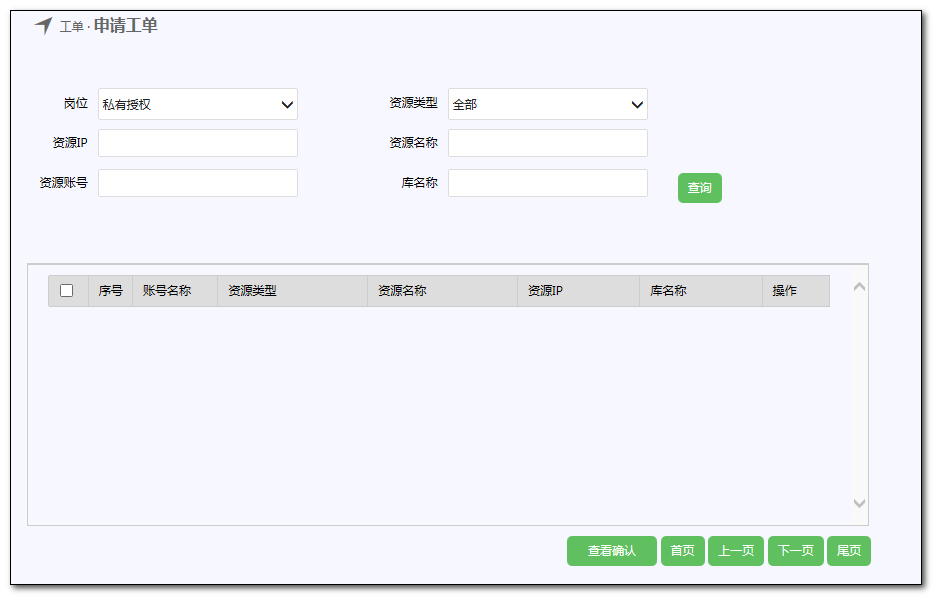 工单 · 申请工单
岗位 私有授权 资源类型 全部
资源IP 资源名称
资源账号 库名称 查询
序号 账号名称 资源类型 资源名称 资源IP 库名称 操作
查看确认 首页 上一页 下一页 尾页